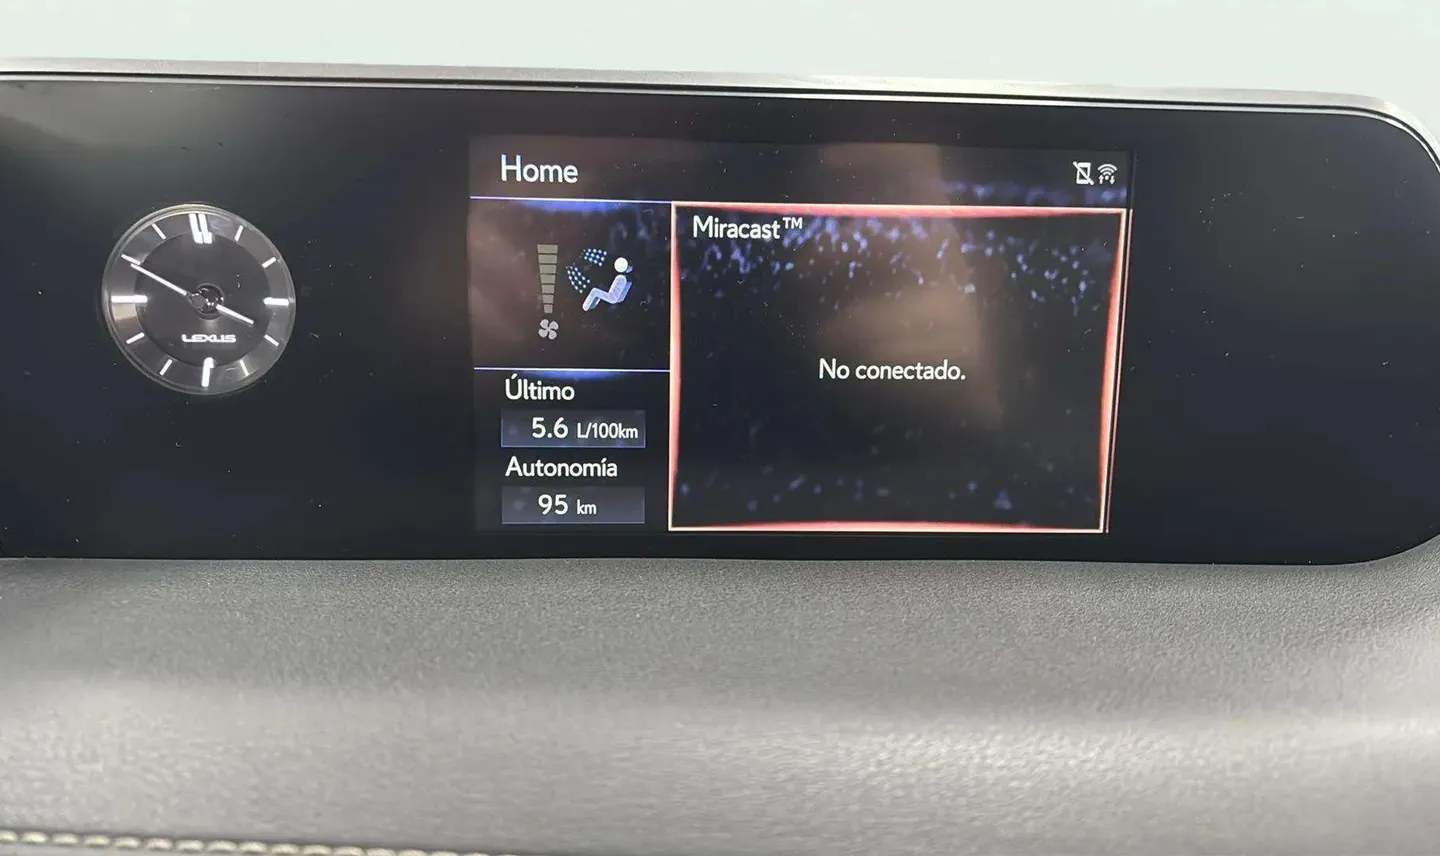 Home
LEXUS
Miracast™
No conectado.
Último
5.6 L/100km
Autonomía
95 km